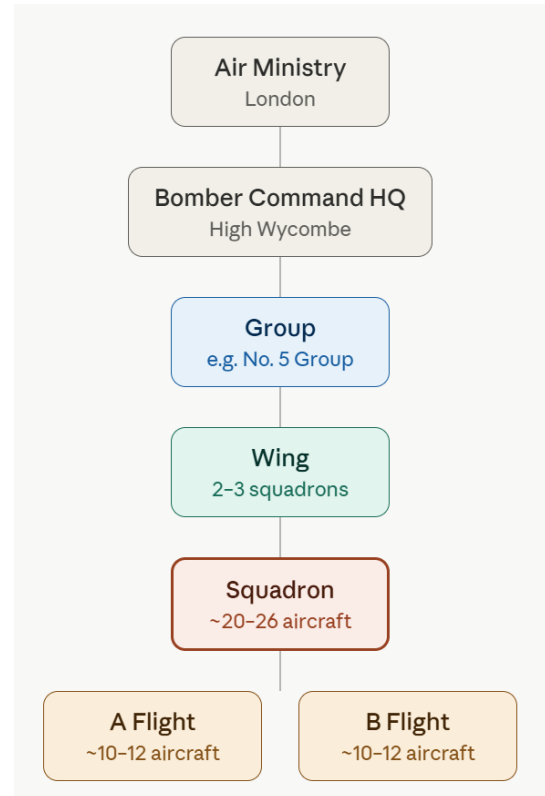 Air Ministry
London
Bomber Command HQ
High Wycombe
Group
e.g. No. 5 Group
Wing
2–3 squadrons
Squadron
~20–26 aircraft
A Flight
~10–12 aircraft
B Flight
~10–12 aircraft